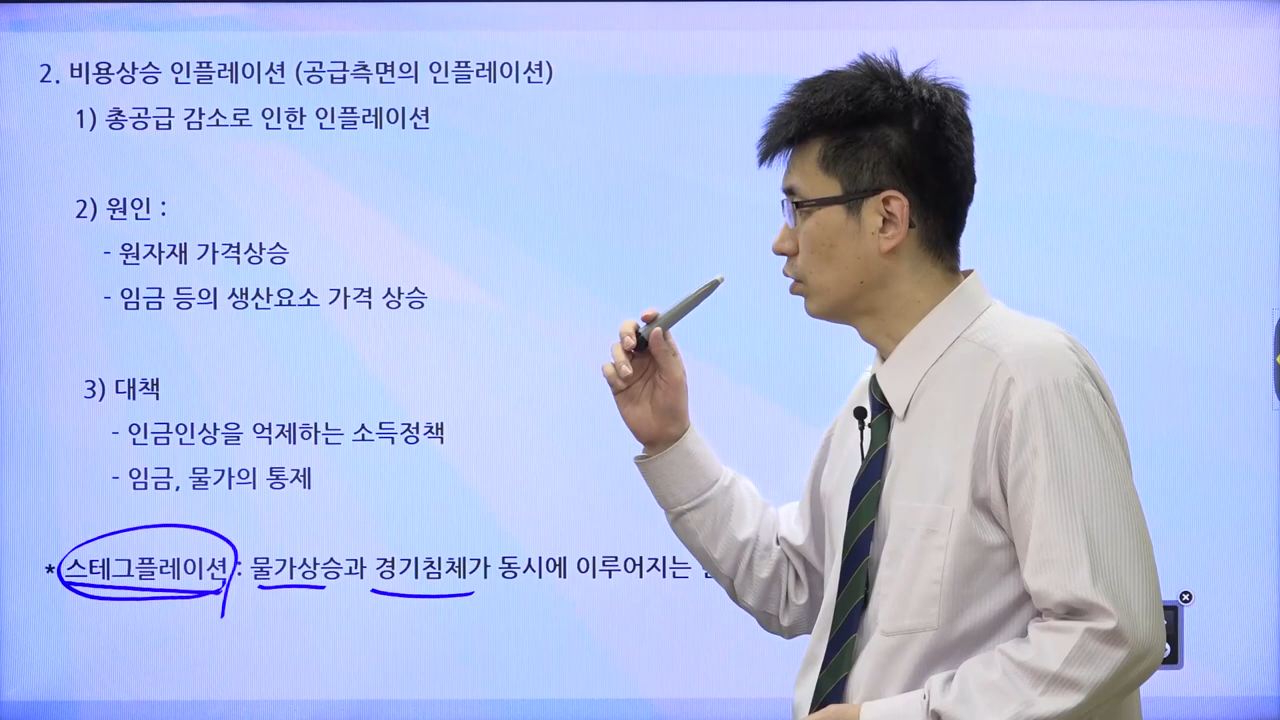 2. 비용상승 인플레이션 (공급측면의 인플레이션)
1) 총공급 감소로 인한 인플레이션
2) 원인 :
- 원자재 가격상승
- 임금 등의 생산요소 가격 상승
3) 대책
- 인금인상을 억제하는 소득정책
- 임금, 물가의 통제
* 스테그플레이션 : 물가상승과 경기침체가 동시에 이루어지는